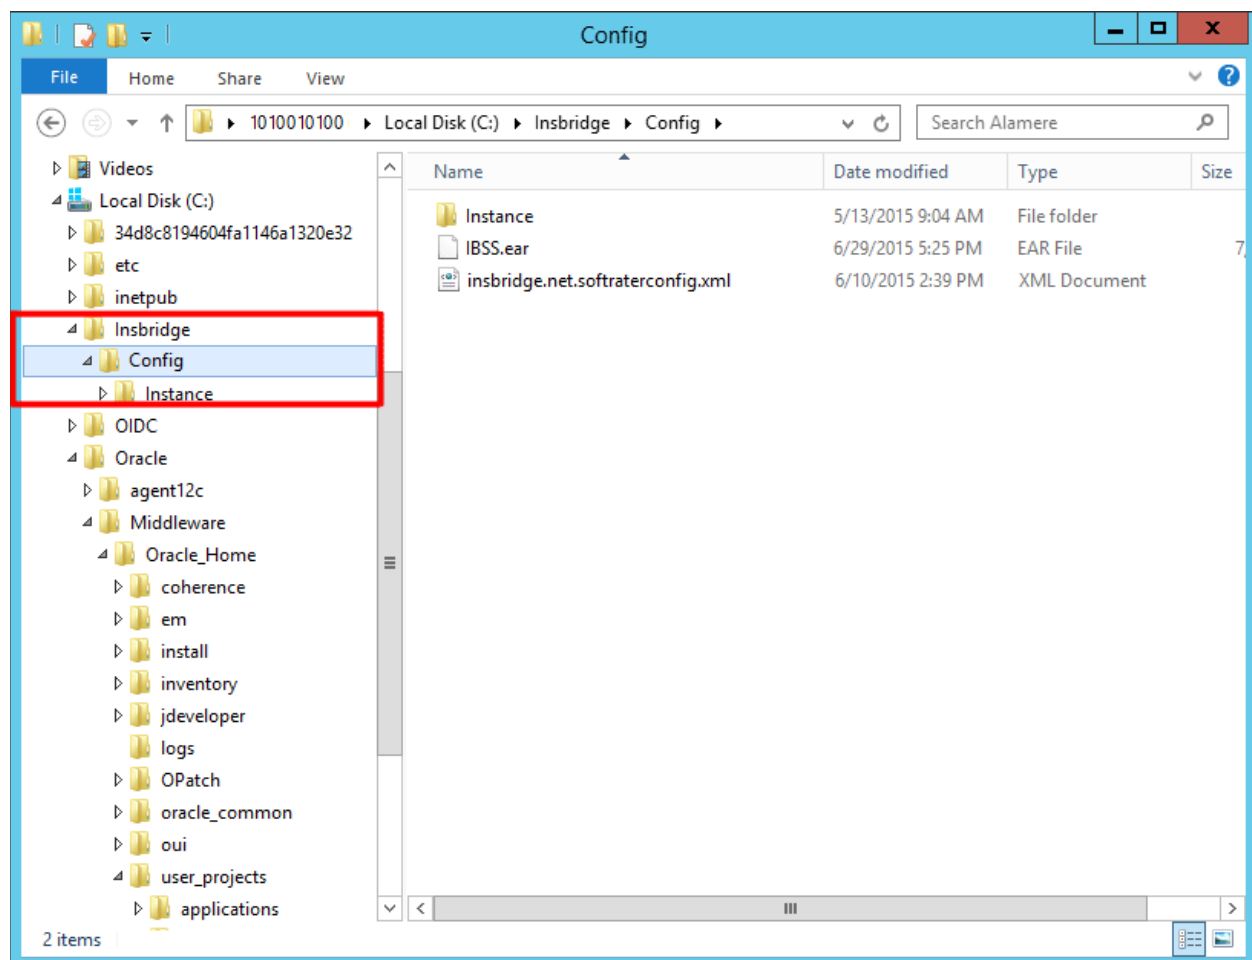 Config
File Home Share View
1010010100 Local Disk (C:) Insbridge Config Search Alamere
Videos
Local Disk (C:)
34d8c8194604fa1146a1320e32
etc
inetpub
Insbridge
Config
Instance
OIDC
Oracle
agent12c
Middleware
Oracle_Home
coherence
em
install
inventory
jdeveloper
logs
OPatch
oracle_common
oui
user_projects
applications
Name Date modified Type Size
Instance 5/13/2015 9:04 AM File folder
IBSS.ear 6/29/2015 5:25 PM EAR File 7,
insbridge.net.softraterconfig.xml 6/10/2015 2:39 PM XML Document
2 items